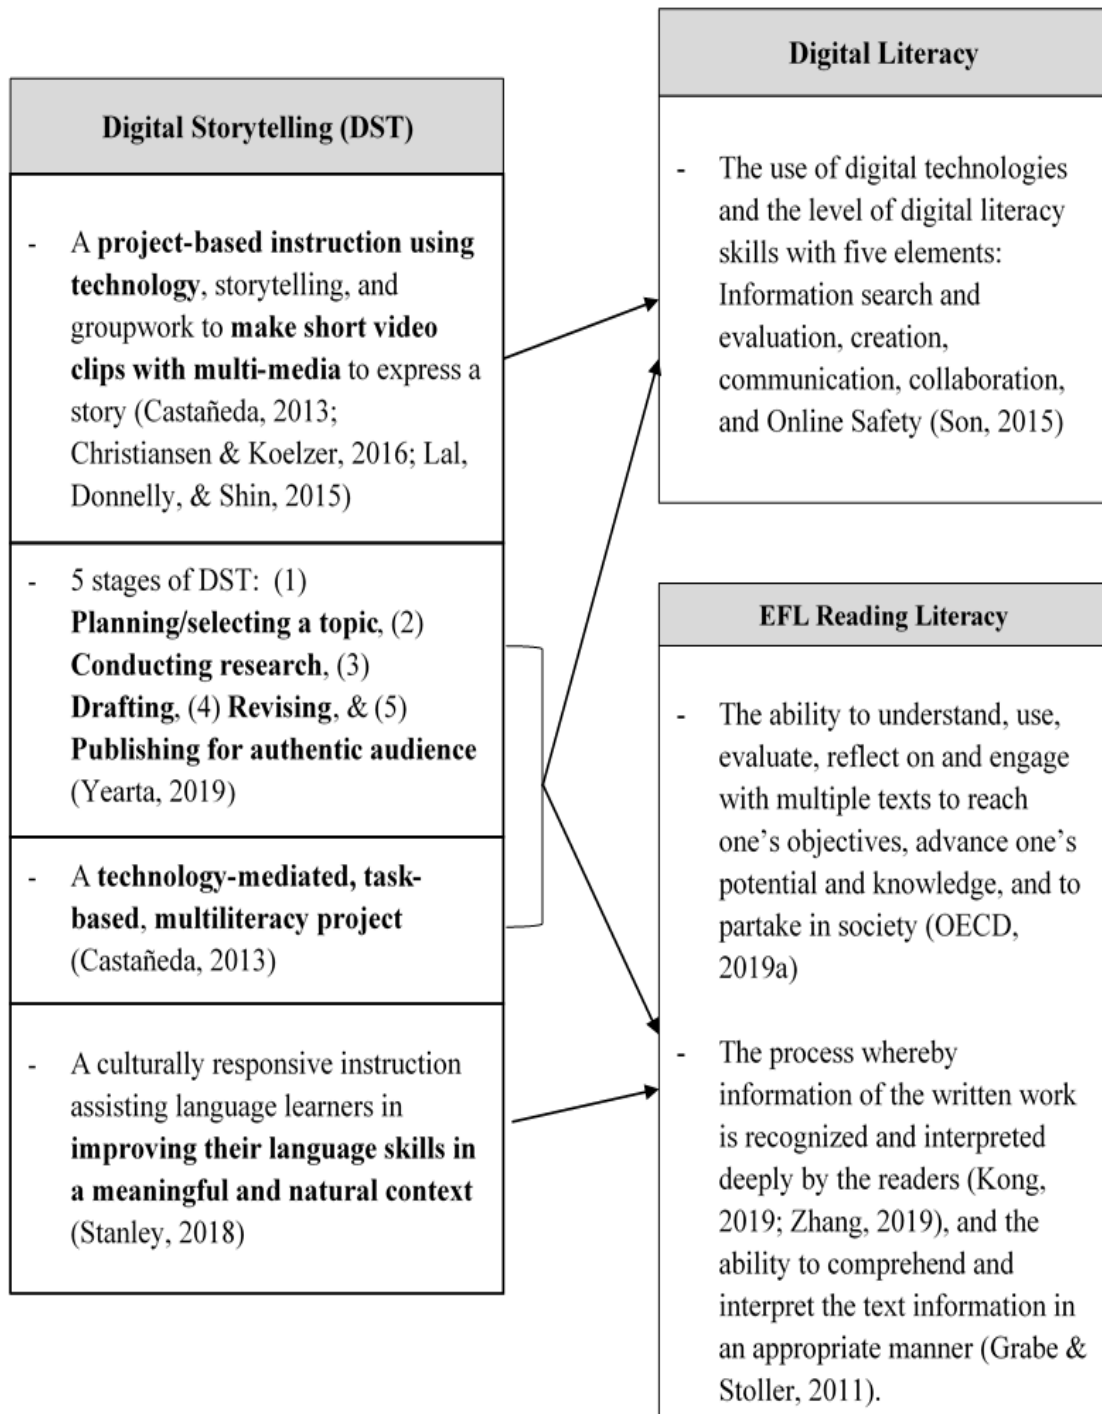 Digital Storytelling (DST)
- A project-based instruction using
technology, storytelling, and
groupwork to make short video
clips with multi-media to express a
story (Castañeda, 2013;
Christiansen & Koelzer, 2016; Lal,
Donnelly, & Shin, 2015)
- 5 stages of DST: (1)
Planning/selecting a topic, (2)
Conducting research, (3)
Drafting, (4) Revising, & (5)
Publishing for authentic audience
(Yearta, 2019)
- A technology-mediated, task-
based, multiliteracy project
(Castañeda, 2013)
- A culturally responsive instruction
assisting language learners in
improving their language skills in
a meaningful and natural context
(Stanley, 2018)
Digital Literacy
- The use of digital technologies
and the level of digital literacy
skills with five elements:
Information search and
evaluation, creation,
communication, collaboration,
and Online Safety (Son, 2015)
EFL Reading Literacy
- The ability to understand, use,
evaluate, reflect on and engage
with multiple texts to reach
one’s objectives, advance one’s
potential and knowledge, and to
partake in society (OECD,
2019a)
- The process whereby
information of the written work
is recognized and interpreted
deeply by the readers (Kong,
2019; Zhang, 2019), and the
ability to comprehend and
interpret the text information in
an appropriate manner (Grabe &
Stoller, 2011).